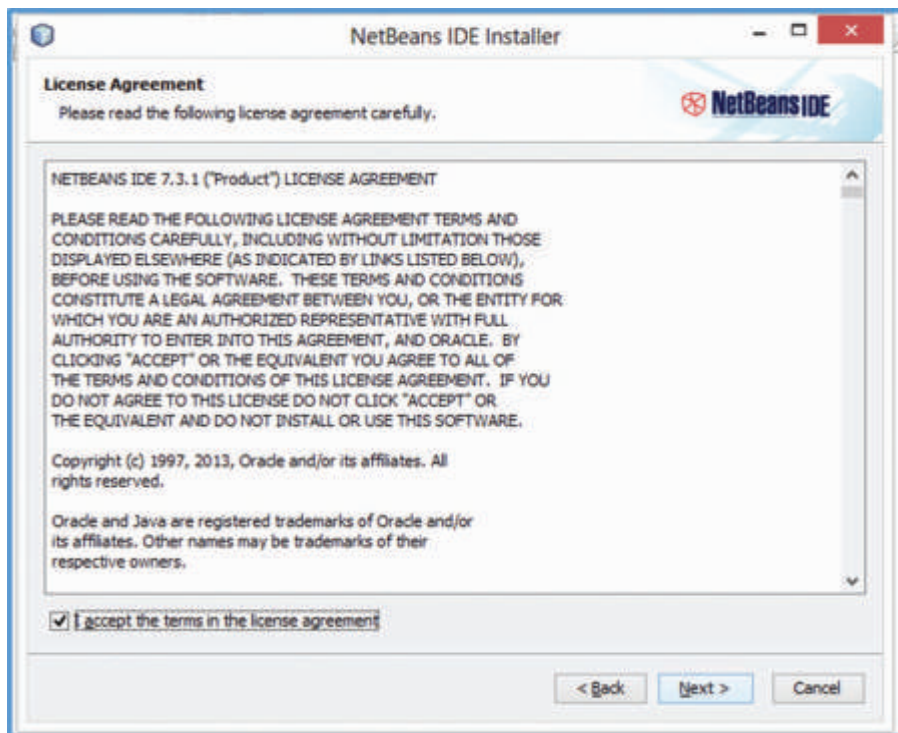 NetBeans IDE Installer
License Agreement
Please read the following license agreement carefully.
NetBeans IDE
NETBEANS IDE 7.3.1 ("Product") LICENSE AGREEMENT
PLEASE READ THE FOLLOWING LICENSE AGREEMENT TERMS AND
CONDITIONS CAREFULLY, INCLUDING WITHOUT LIMITATION THOSE
DISPLAYED ELSEWHERE (AS INDICATED BY LINKS LISTED BELOW),
BEFORE USING THE SOFTWARE. THESE TERMS AND CONDITIONS
CONSTITUTE A LEGAL AGREEMENT BETWEEN YOU, OR THE ENTITY FOR
WHICH YOU ARE AN AUTHORIZED REPRESENTATIVE WITH FULL
AUTHORITY TO ENTER INTO THIS AGREEMENT, AND ORACLE. BY
CLICKING "ACCEPT" OR THE EQUIVALENT YOU AGREE TO ALL OF
THE TERMS AND CONDITIONS OF THIS LICENSE AGREEMENT. IF YOU
DO NOT AGREE TO THIS LICENSE DO NOT CLICK "ACCEPT" OR
THE EQUIVALENT AND DO NOT INSTALL OR USE THIS SOFTWARE.
Copyright (c) 1997, 2013, Oracle and/or its affiliates. All
rights reserved.
Oracle and Java are registered trademarks of Oracle and/or
its affiliates. Other names may be trademarks of their
respective owners.
I accept the terms in the license agreement
< Back
Next >
Cancel